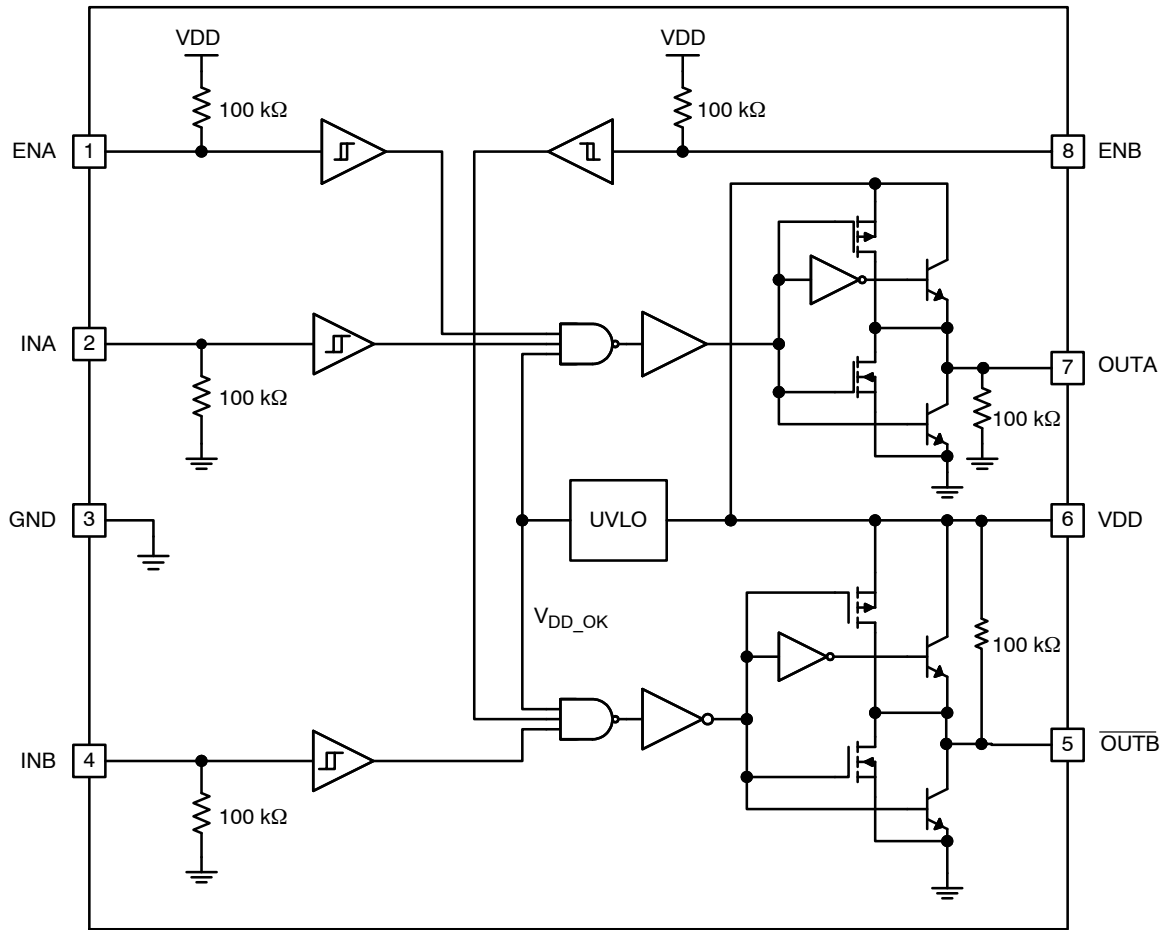 VDD
VDD
100 kΩ
100 kΩ
ENA
1
8
ENB
INA
2
100 kΩ
7
OUTA
100 kΩ
GND
3
UVLO
6
VDD
V_DD_OK
100 kΩ
INB
4
5
OUTB
100 kΩ